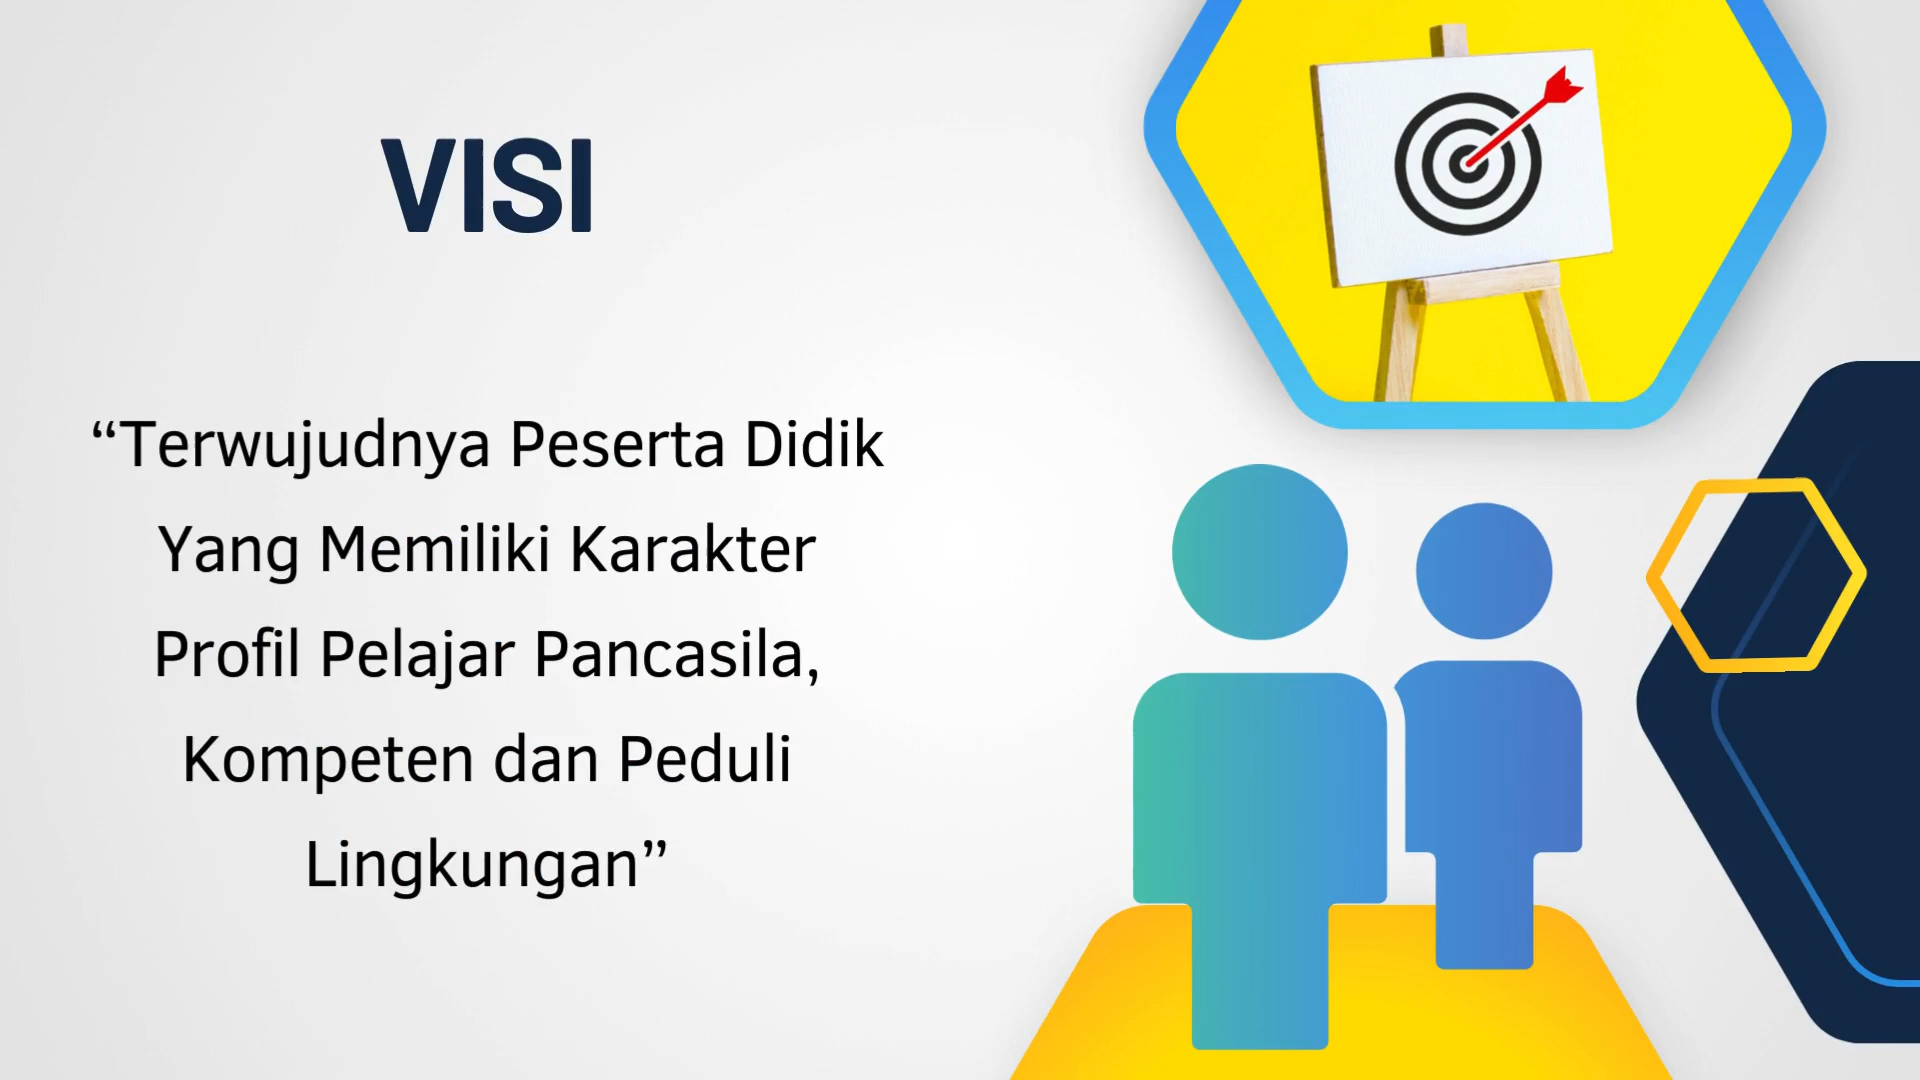 VISI
“Terwujudnya Peserta Didik
Yang Memiliki Karakter
Profil Pelajar Pancasila,
Kompeten dan Peduli
Lingkungan”